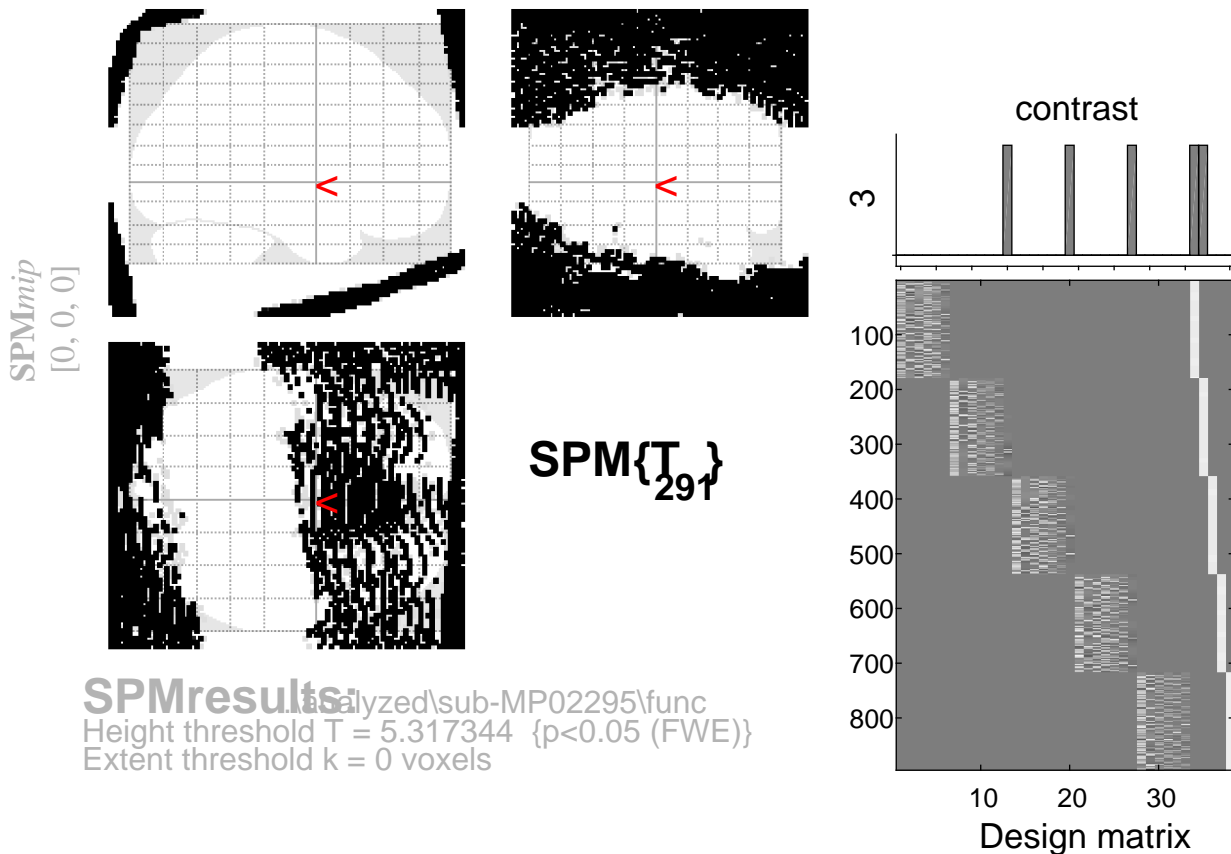 contrast
3
SPMmip
[0, 0, 0]
<
<
<
SPM{T291}
100
200
300
400
500
600
700
800
10 20 30
Design matrix
SPMresults:
analyzed\sub-MP02295\func
Height threshold T = 5.317344 {p<0.05 (FWE)}
Extent threshold k = 0 voxels